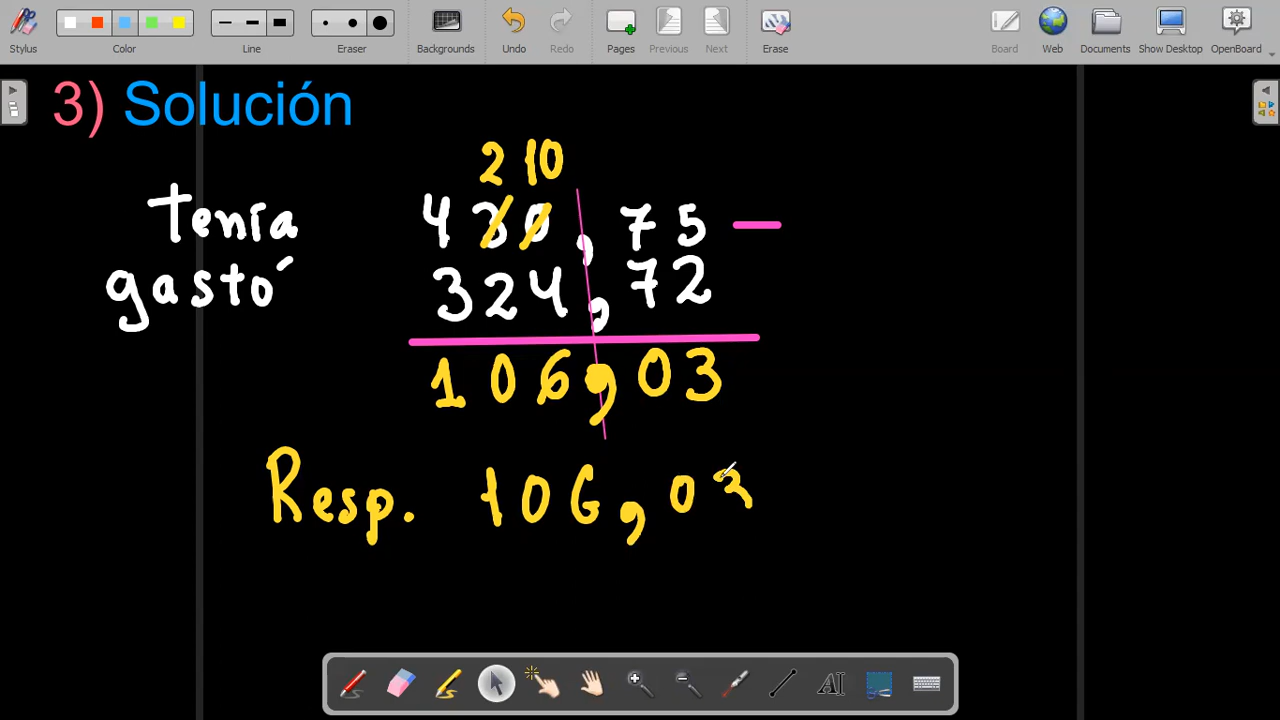 Stylus Color Line Eraser Backgrounds Undo Redo Pages Previous Next Erase Board Web Documents Show Desktop OpenBoard
3) Solución
2 10
Tenía 430,75 —
gastó 324,72
106,03
Resp. 106,03